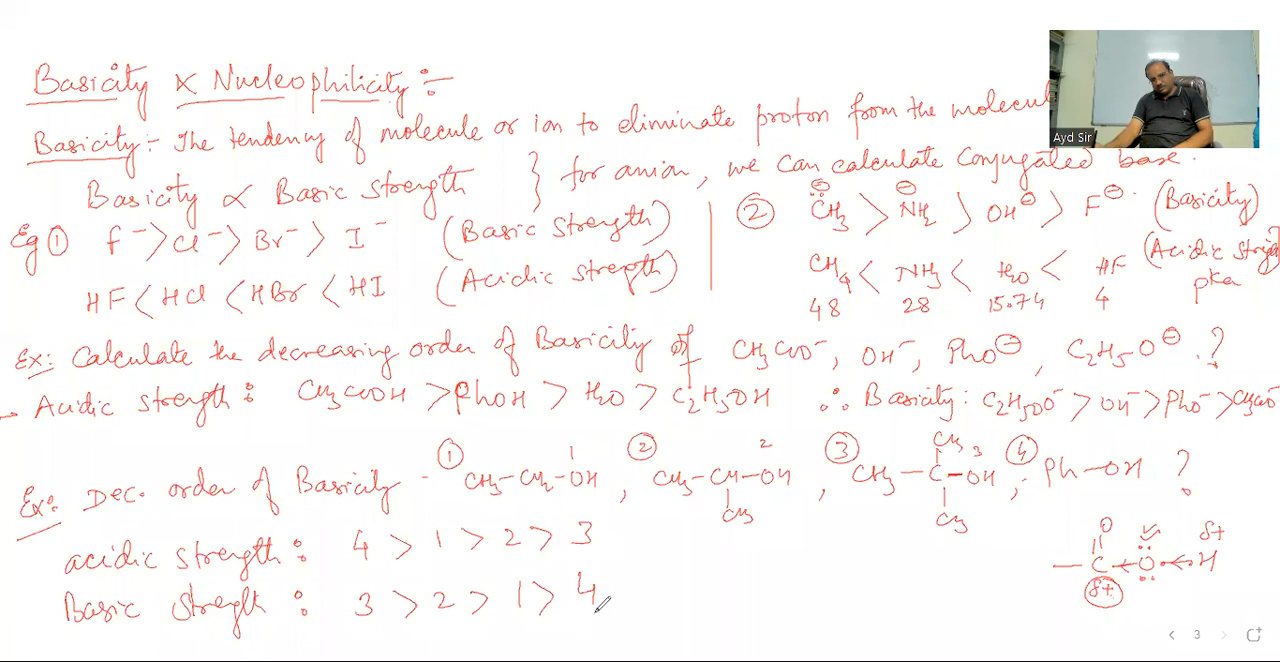 Basicity & Nucleophilicity :-
Basicity :- The tendency of molecule or ion to eliminate proton from the molecul
Ayd Sir
Basicity ∝ Basic strength } for anion, we can calculate Conjugated base.
Eg ① F⁻ > Cl⁻ > Br⁻ > I⁻ (Basic strength)
HF < HCl < HBr < HI (Acidic strength)
② CH₃⊖ > NH₂⊖ > OH⊖ > F⊖ (Basicity)
CH₄ < NH₃ < H₂O < HF (Acidic streng
48 28 15.74 4 pka
Ex: Calculate the decreasing order of Basicity of CH₃COO⁻, OH⁻, PhO⊖, C₂H₅O⊖ ?
Acidic strength : CH₃COOH > PhOH > H₂O > C₂H₅OH ∴ Basicity : C₂H₅O⁻ > OH⁻ > PhO⁻ > CH₃COO⁻
Ex: Dec. order of Basicity - ① CH₃-CH₂-OH 1, ② CH₃-CH-OH 2 CH₃, ③ CH₃-C-OH 3 CH₃ CH₃, ④ Ph-OH ?
acidic strength : 4 > 1 > 2 > 3
Basic strength : 3 > 2 > 1 > 4
O δ+
C O H
δ+
3